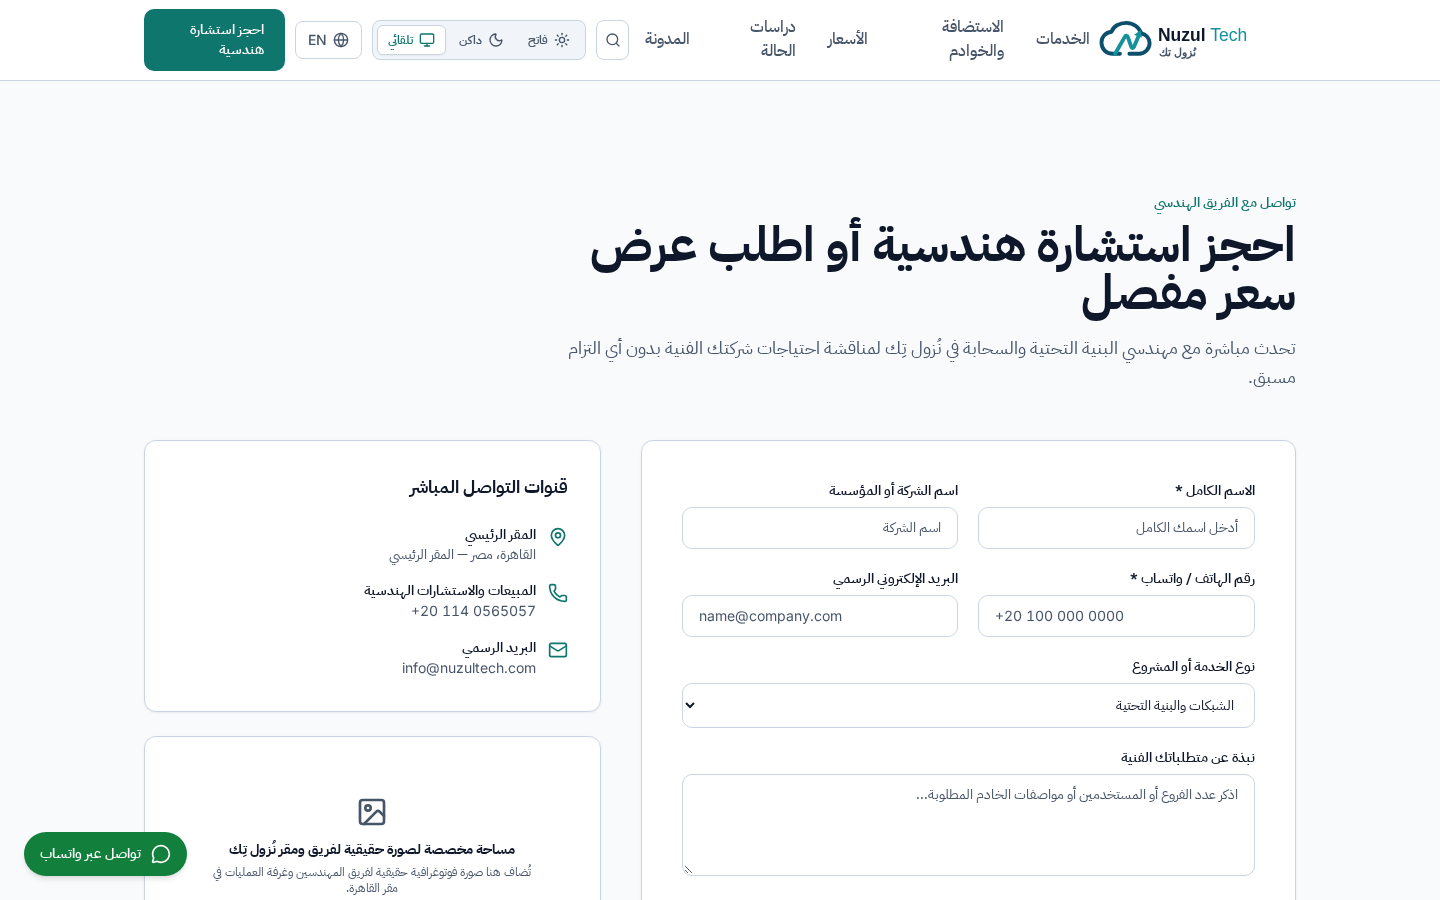 Nuzul Tech
نُزول تك
الخدمات
الاستضافة
والخوادم
الأسعار
دراسات
الحالة
المدونة
فاتح
داكن
تلقائي
EN
احجز استشارة
هندسية
تواصل مع الفريق الهندسي
احجز استشارة هندسية أو اطلب عرض
سعر مفصل
تحدث مباشرة مع مهندسي البنية التحتية والسحابة في نُزول تِك لمناقشة احتياجات شركتك الفنية بدون أي التزام
مسبق.
الاسم الكامل *
أدخل اسمك الكامل
اسم الشركة أو المؤسسة
اسم الشركة
رقم الهاتف / واتساب *
+20 100 000 0000
البريد الإلكتروني الرسمي
name@company.com
نوع الخدمة أو المشروع
الشبكات والبنية التحتية
نبذة عن متطلباتك الفنية
اذكر عدد الفروع أو المستخدمين أو مواصفات الخادم المطلوبة...
قنوات التواصل المباشر
المقر الرئيسي
القاهرة، مصر — المقر الرئيسي
المبيعات والاستشارات الهندسية
+20 114 0565057
البريد الرسمي
info@nuzultech.com
مساحة مخصصة لصورة حقيقية لفريق ومقر نُزول تِك
تُضاف هنا صورة فوتوغرافية حقيقية لفريق المهندسين وغرفة العمليات في
مقر القاهرة.
تواصل عبر واتساب